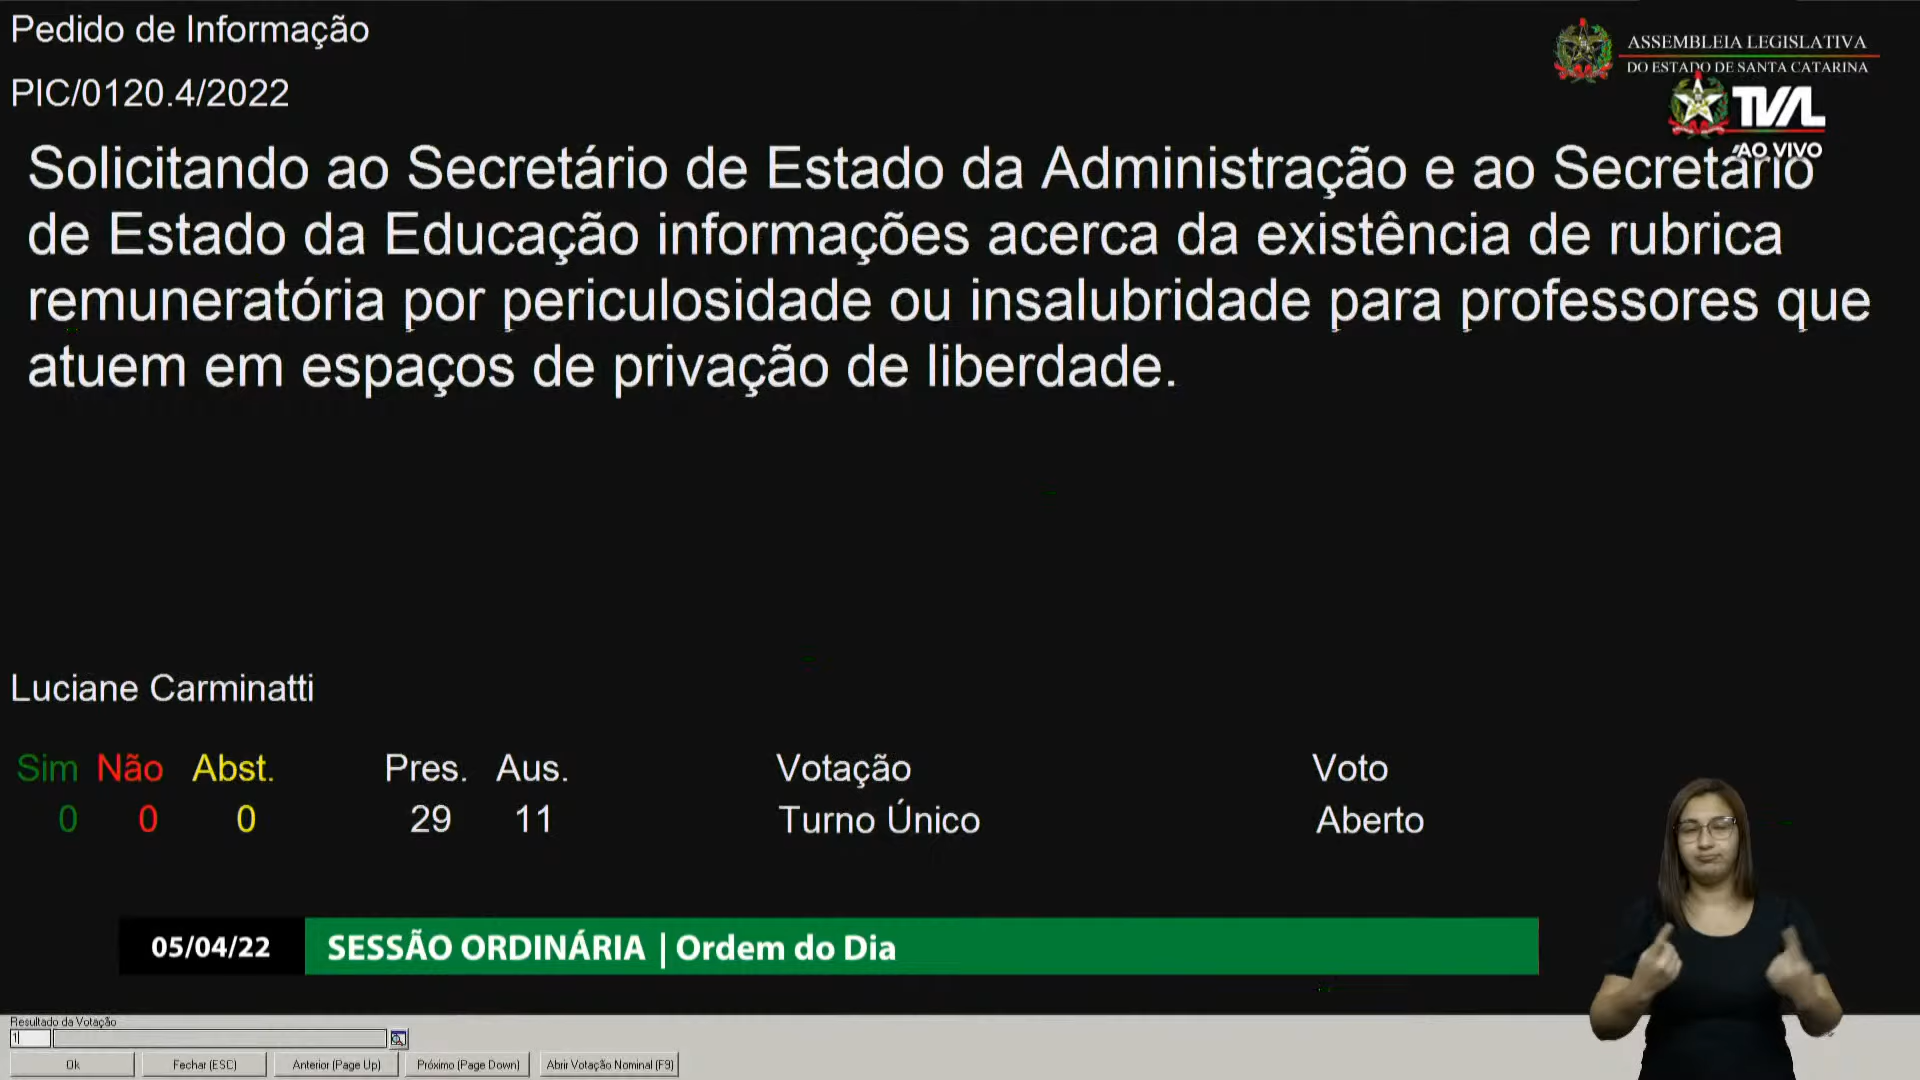 Pedido de Informação
ASSEMBLEIA LEGISLATIVA
DO ESTADO DE SANTA CATARINA
PIC/0120.4/2022
TVAL
AO VIVO
Solicitando ao Secretário de Estado da Administração e ao Secretário
de Estado da Educação informações acerca da existência de rubrica
remuneratória por periculosidade ou insalubridade para professores que
atuem em espaços de privação de liberdade.
Luciane Carminatti
Sim Não Abst. Pres. Aus. Votação Voto
0 0 0 29 11 Turno Único Aberto
05/04/22 SESSÃO ORDINÁRIA | Ordem do Dia
Resultado da Votação
1
Ok Fechar (ESC) Anterior (Page Up) Próximo (Page Down) Abrir Votação Nominal (F9)